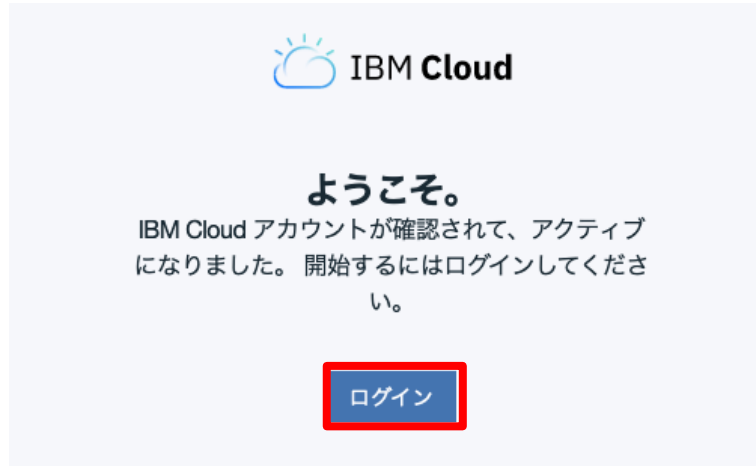 IBM Cloud
ようこそ。
IBM Cloud アカウントが確認されて、アクティブ
になりました。 開始するにはログインしてくださ
い。
ログイン